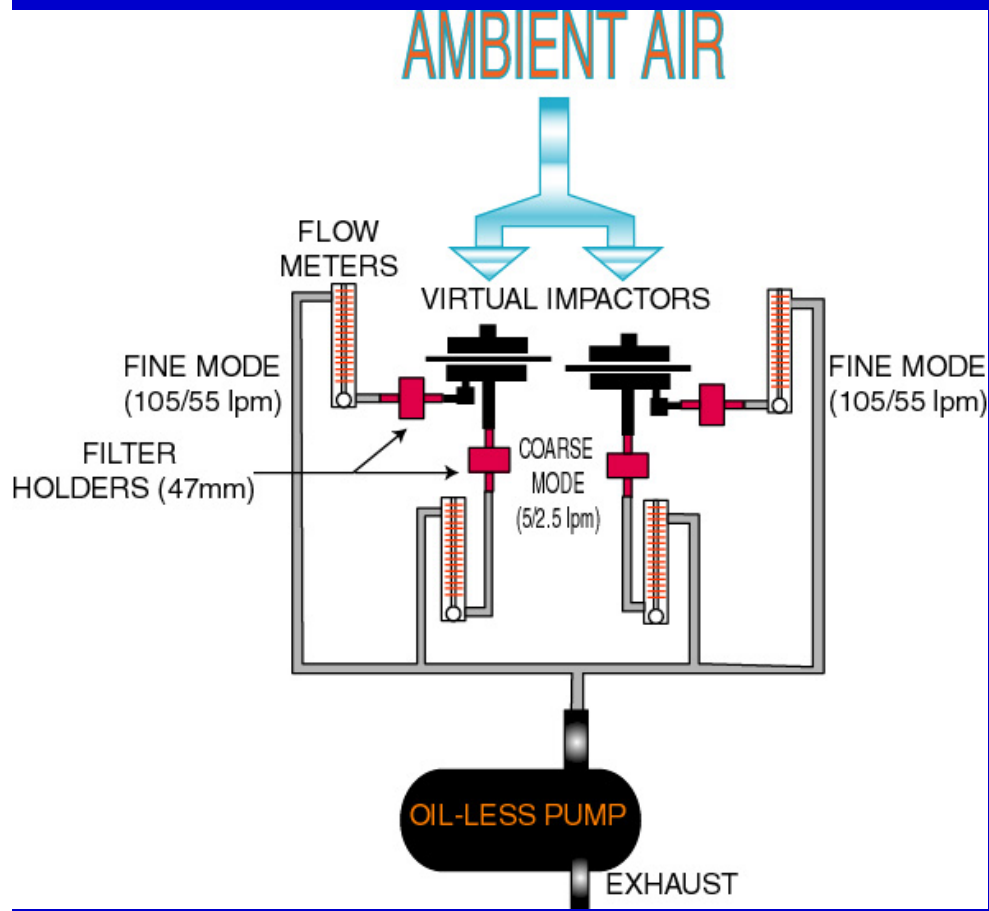 AMBIENT AIR
FLOW
METERS
VIRTUAL IMPACTORS
FINE MODE
(105/55 lpm)
FINE MODE
(105/55 lpm)
FILTER
HOLDERS (47mm)
COARSE
MODE
(5/2.5 lpm)
OIL-LESS PUMP
EXHAUST